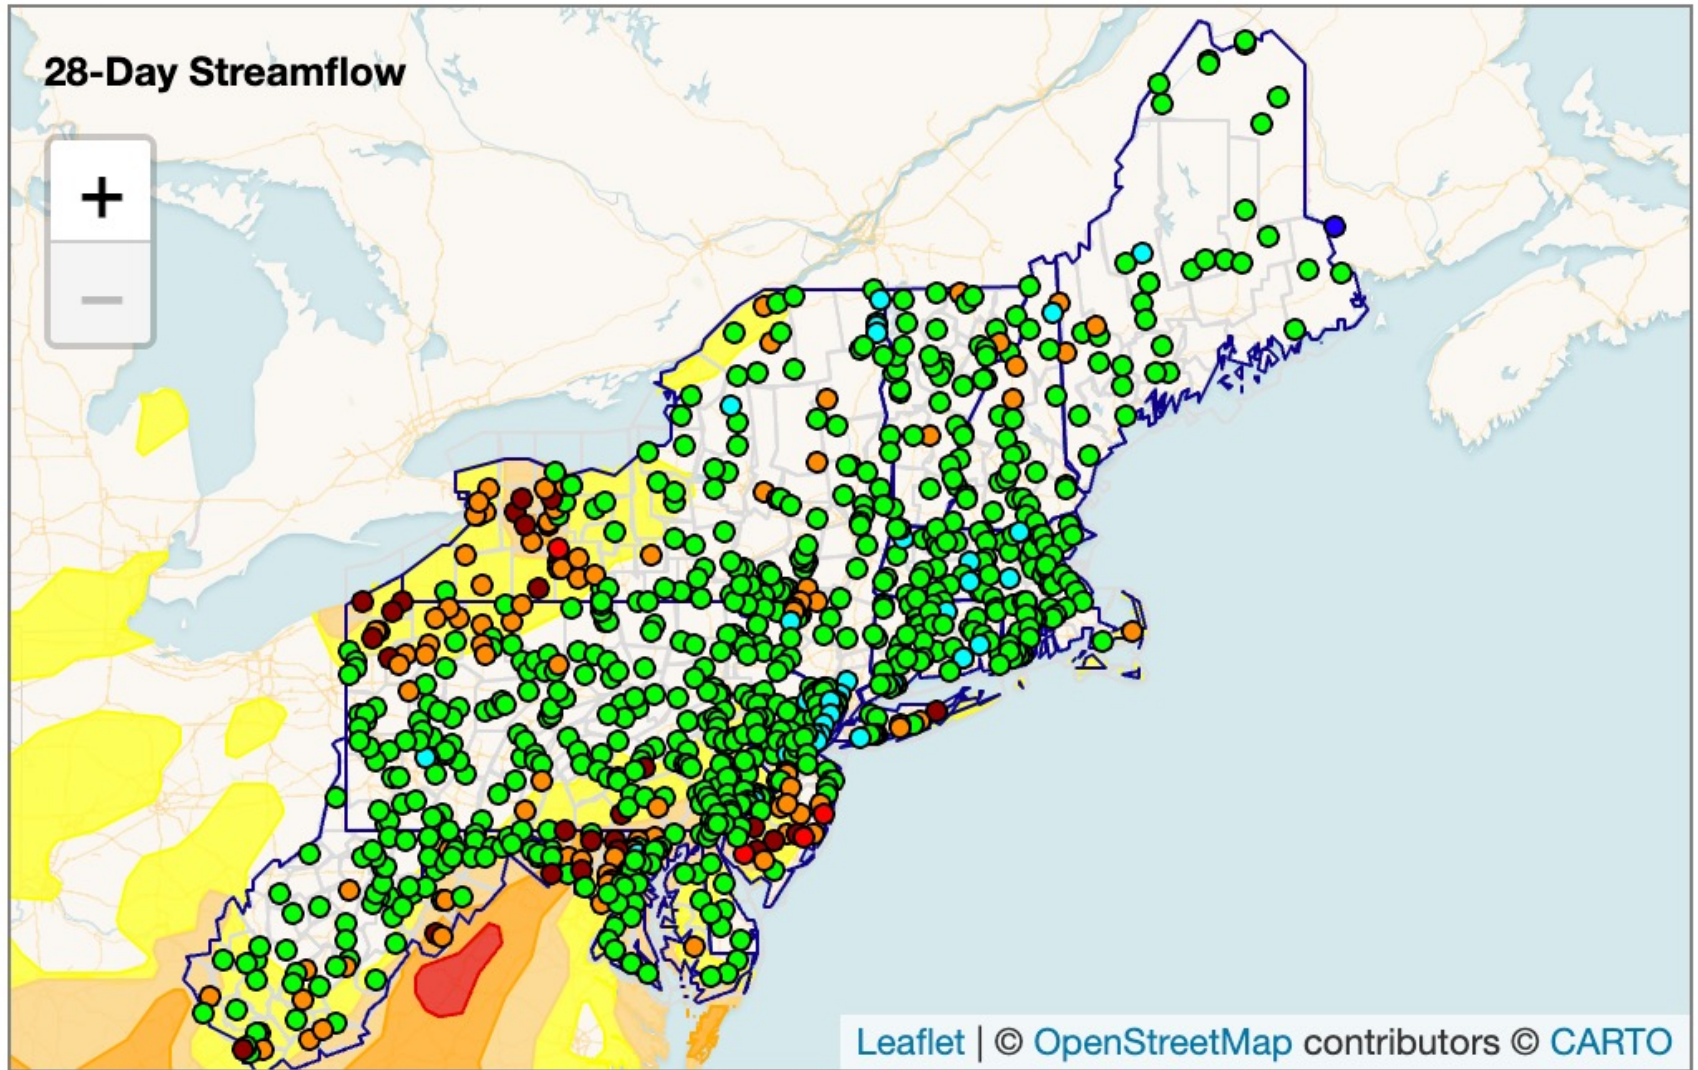 28-Day Streamflow
+
−
Leaflet | © OpenStreetMap contributors © CARTO